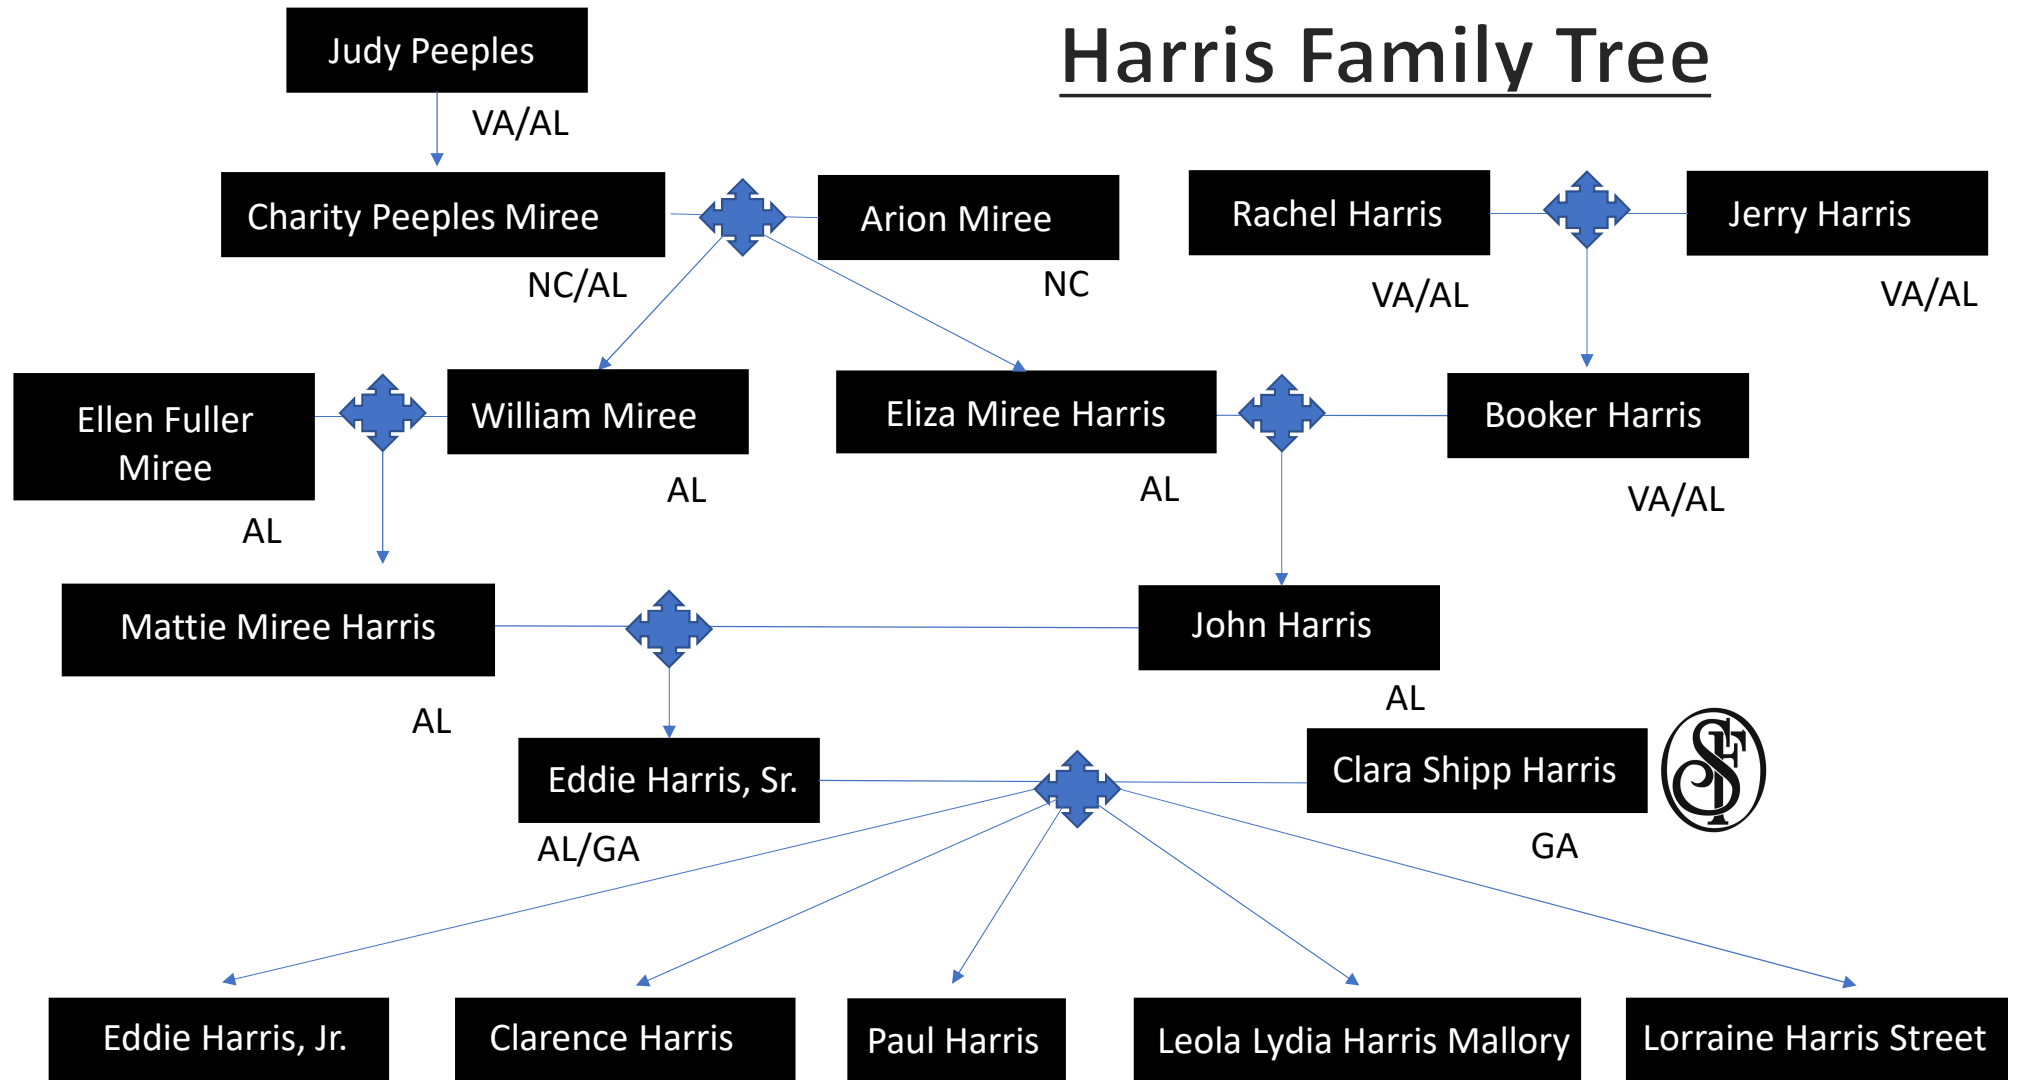 Harris Family Tree
Judy Peeples
VA/AL
Charity Peeples Miree
Arion Miree
Rachel Harris
Jerry Harris
NC/AL
NC
VA/AL
VA/AL
Ellen Fuller
Miree
William Miree
Eliza Miree Harris
Booker Harris
AL
AL
AL
VA/AL
Mattie Miree Harris
John Harris
AL
AL
Eddie Harris, Sr.
Clara Shipp Harris
AL/GA
GA
Eddie Harris, Jr.
Clarence Harris
Paul Harris
Leola Lydia Harris Mallory
Lorraine Harris Street